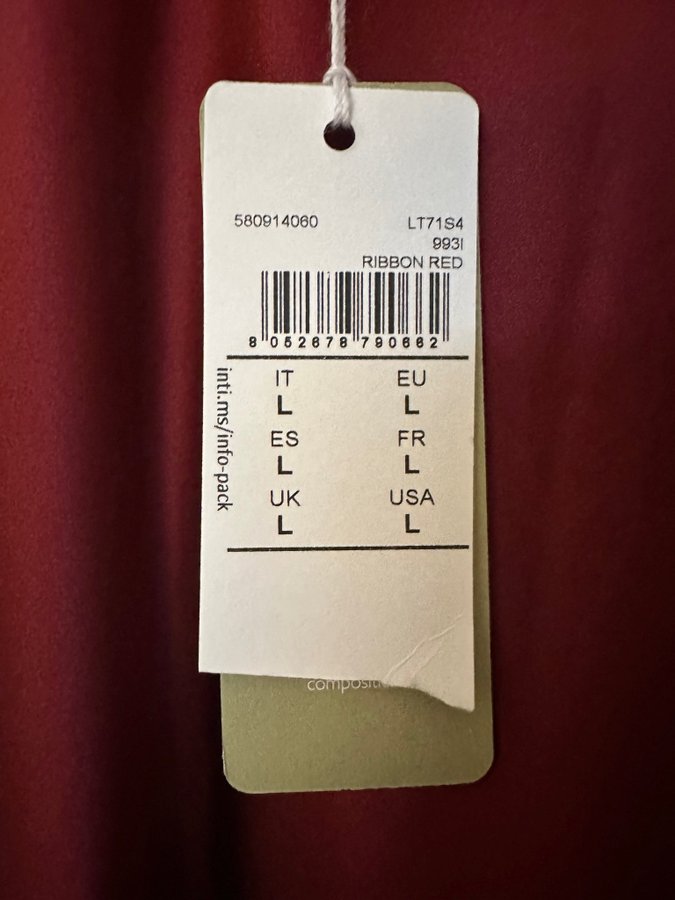 580914060
LT71S4
993I
RIBBON RED
8 052678 790662
IT EU
L L
ES FR
L L
UK USA
L L
inti.ms/info-pack